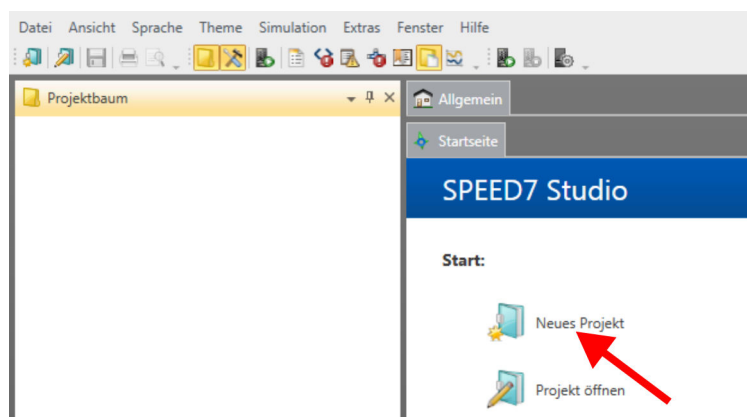 Datei Ansicht Sprache Theme Simulation Extras Fenster Hilfe
Projektbaum
Allgemein
Startseite
SPEED7 Studio
Start:
Neues Projekt
Projekt öffnen